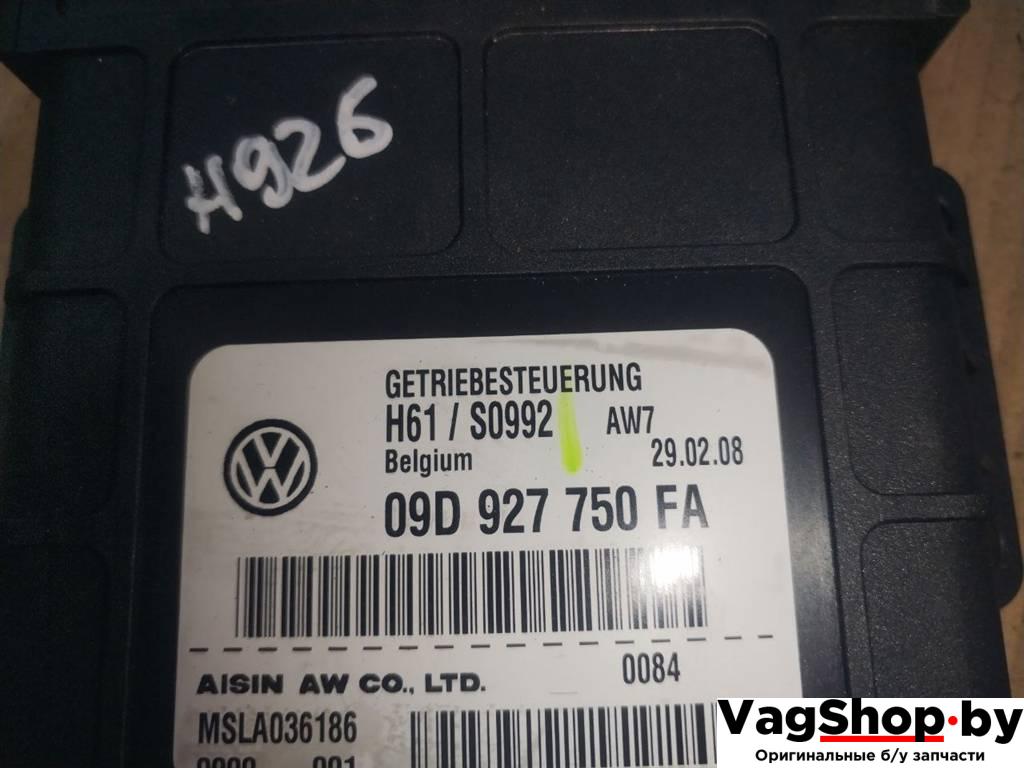 H926
GETRIEBESTEUERUNG
H61 / S0992 AW7
Belgium 29.02.08
09D 927 750 FA
AISIN AW CO., LTD. 0084
MSLA036186
VagShop.by
Оригинальные б/у запчасти